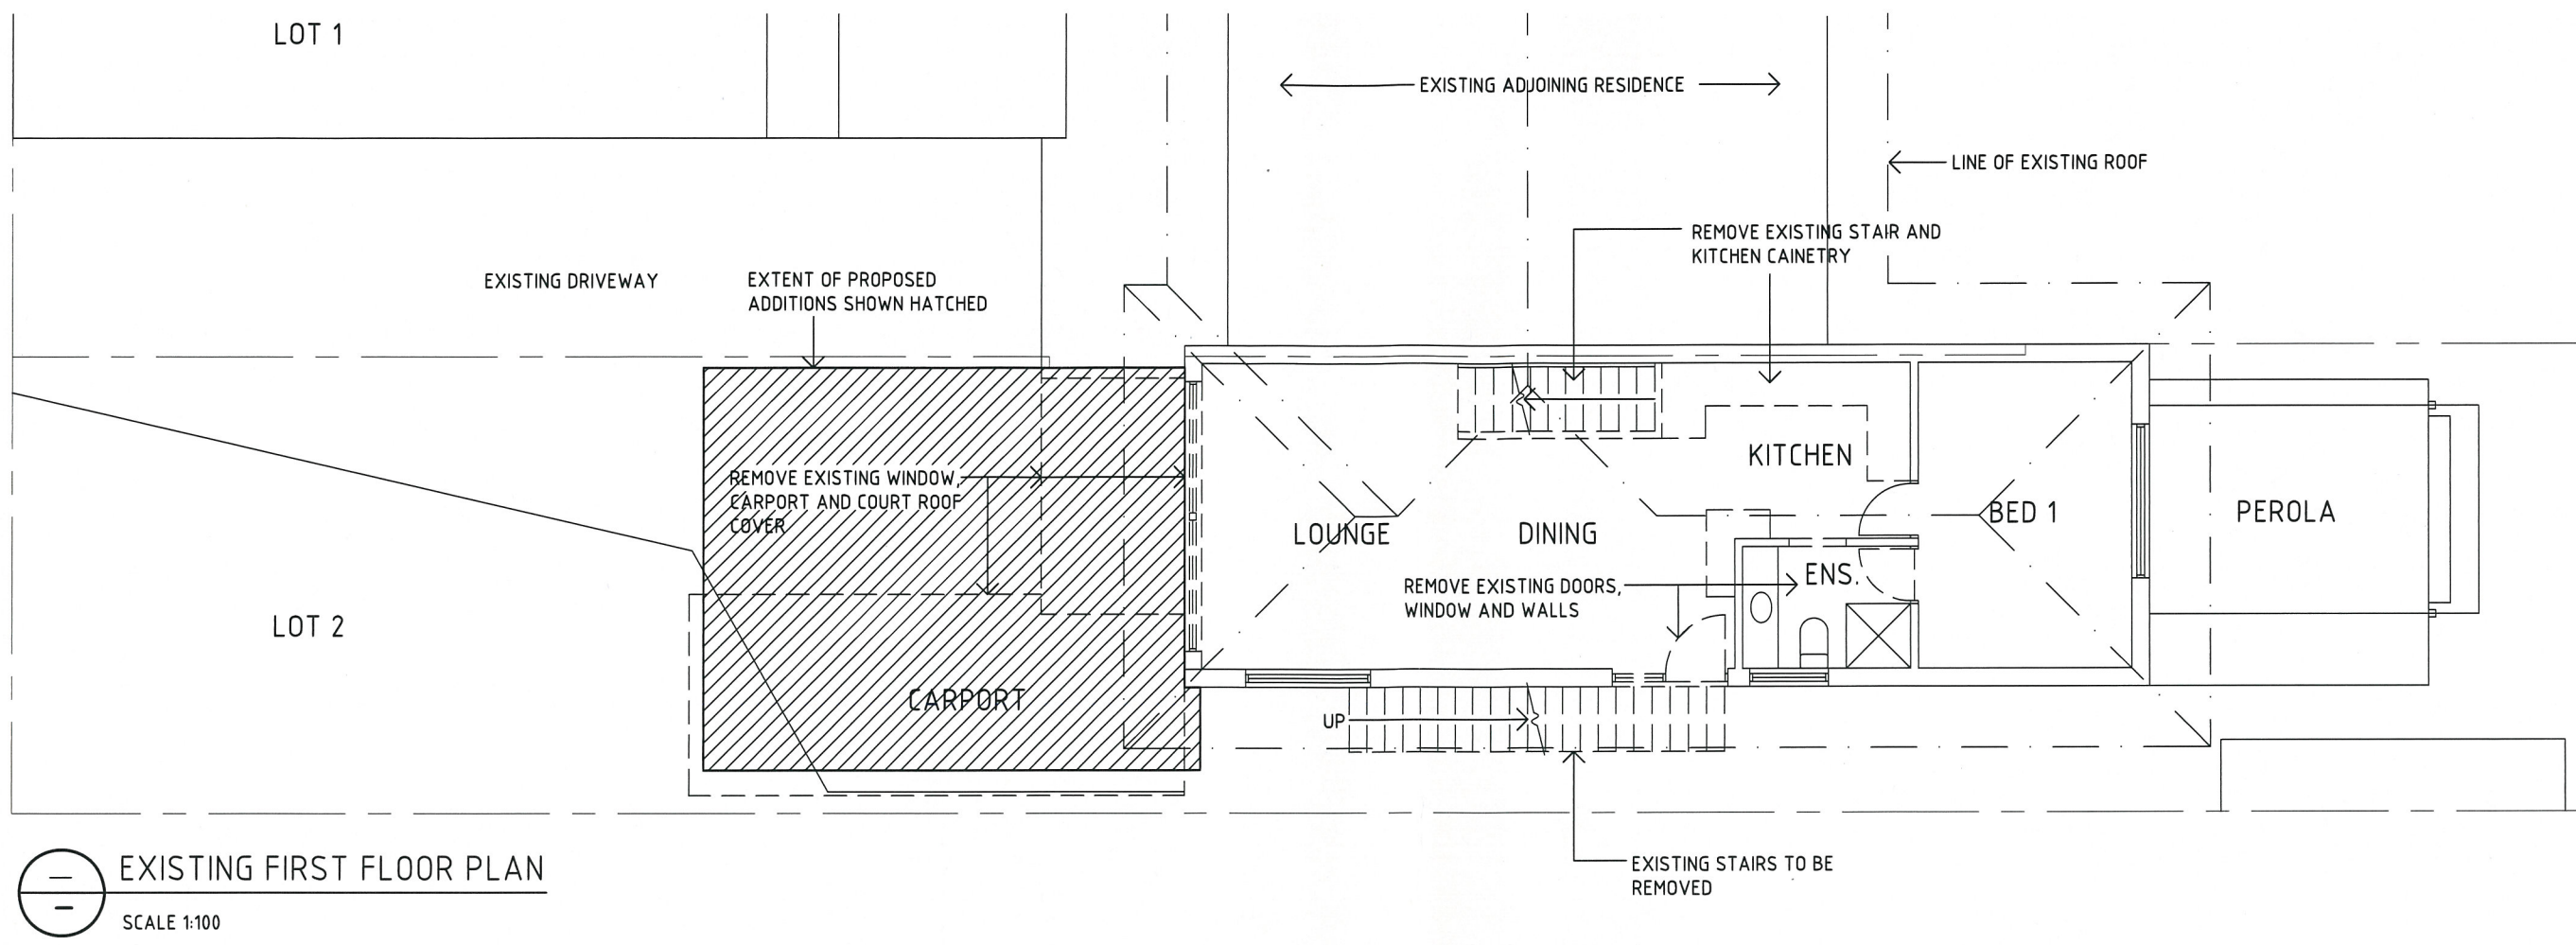 LOT 1
EXISTING ADJOINING RESIDENCE
LINE OF EXISTING ROOF
REMOVE EXISTING STAIR AND
KITCHEN CAINETRY
EXISTING DRIVEWAY
EXTENT OF PROPOSED
ADDITIONS SHOWN HATCHED
REMOVE EXISTING WINDOW,
CARPORT AND COURT ROOF
COVER
KITCHEN
LOUNGE
DINING
BED 1
PEROLA
ENS.
REMOVE EXISTING DOORS,
WINDOW AND WALLS
LOT 2
CARPORT
UP
EXISTING STAIRS TO BE
REMOVED
EXISTING FIRST FLOOR PLAN
SCALE 1:100